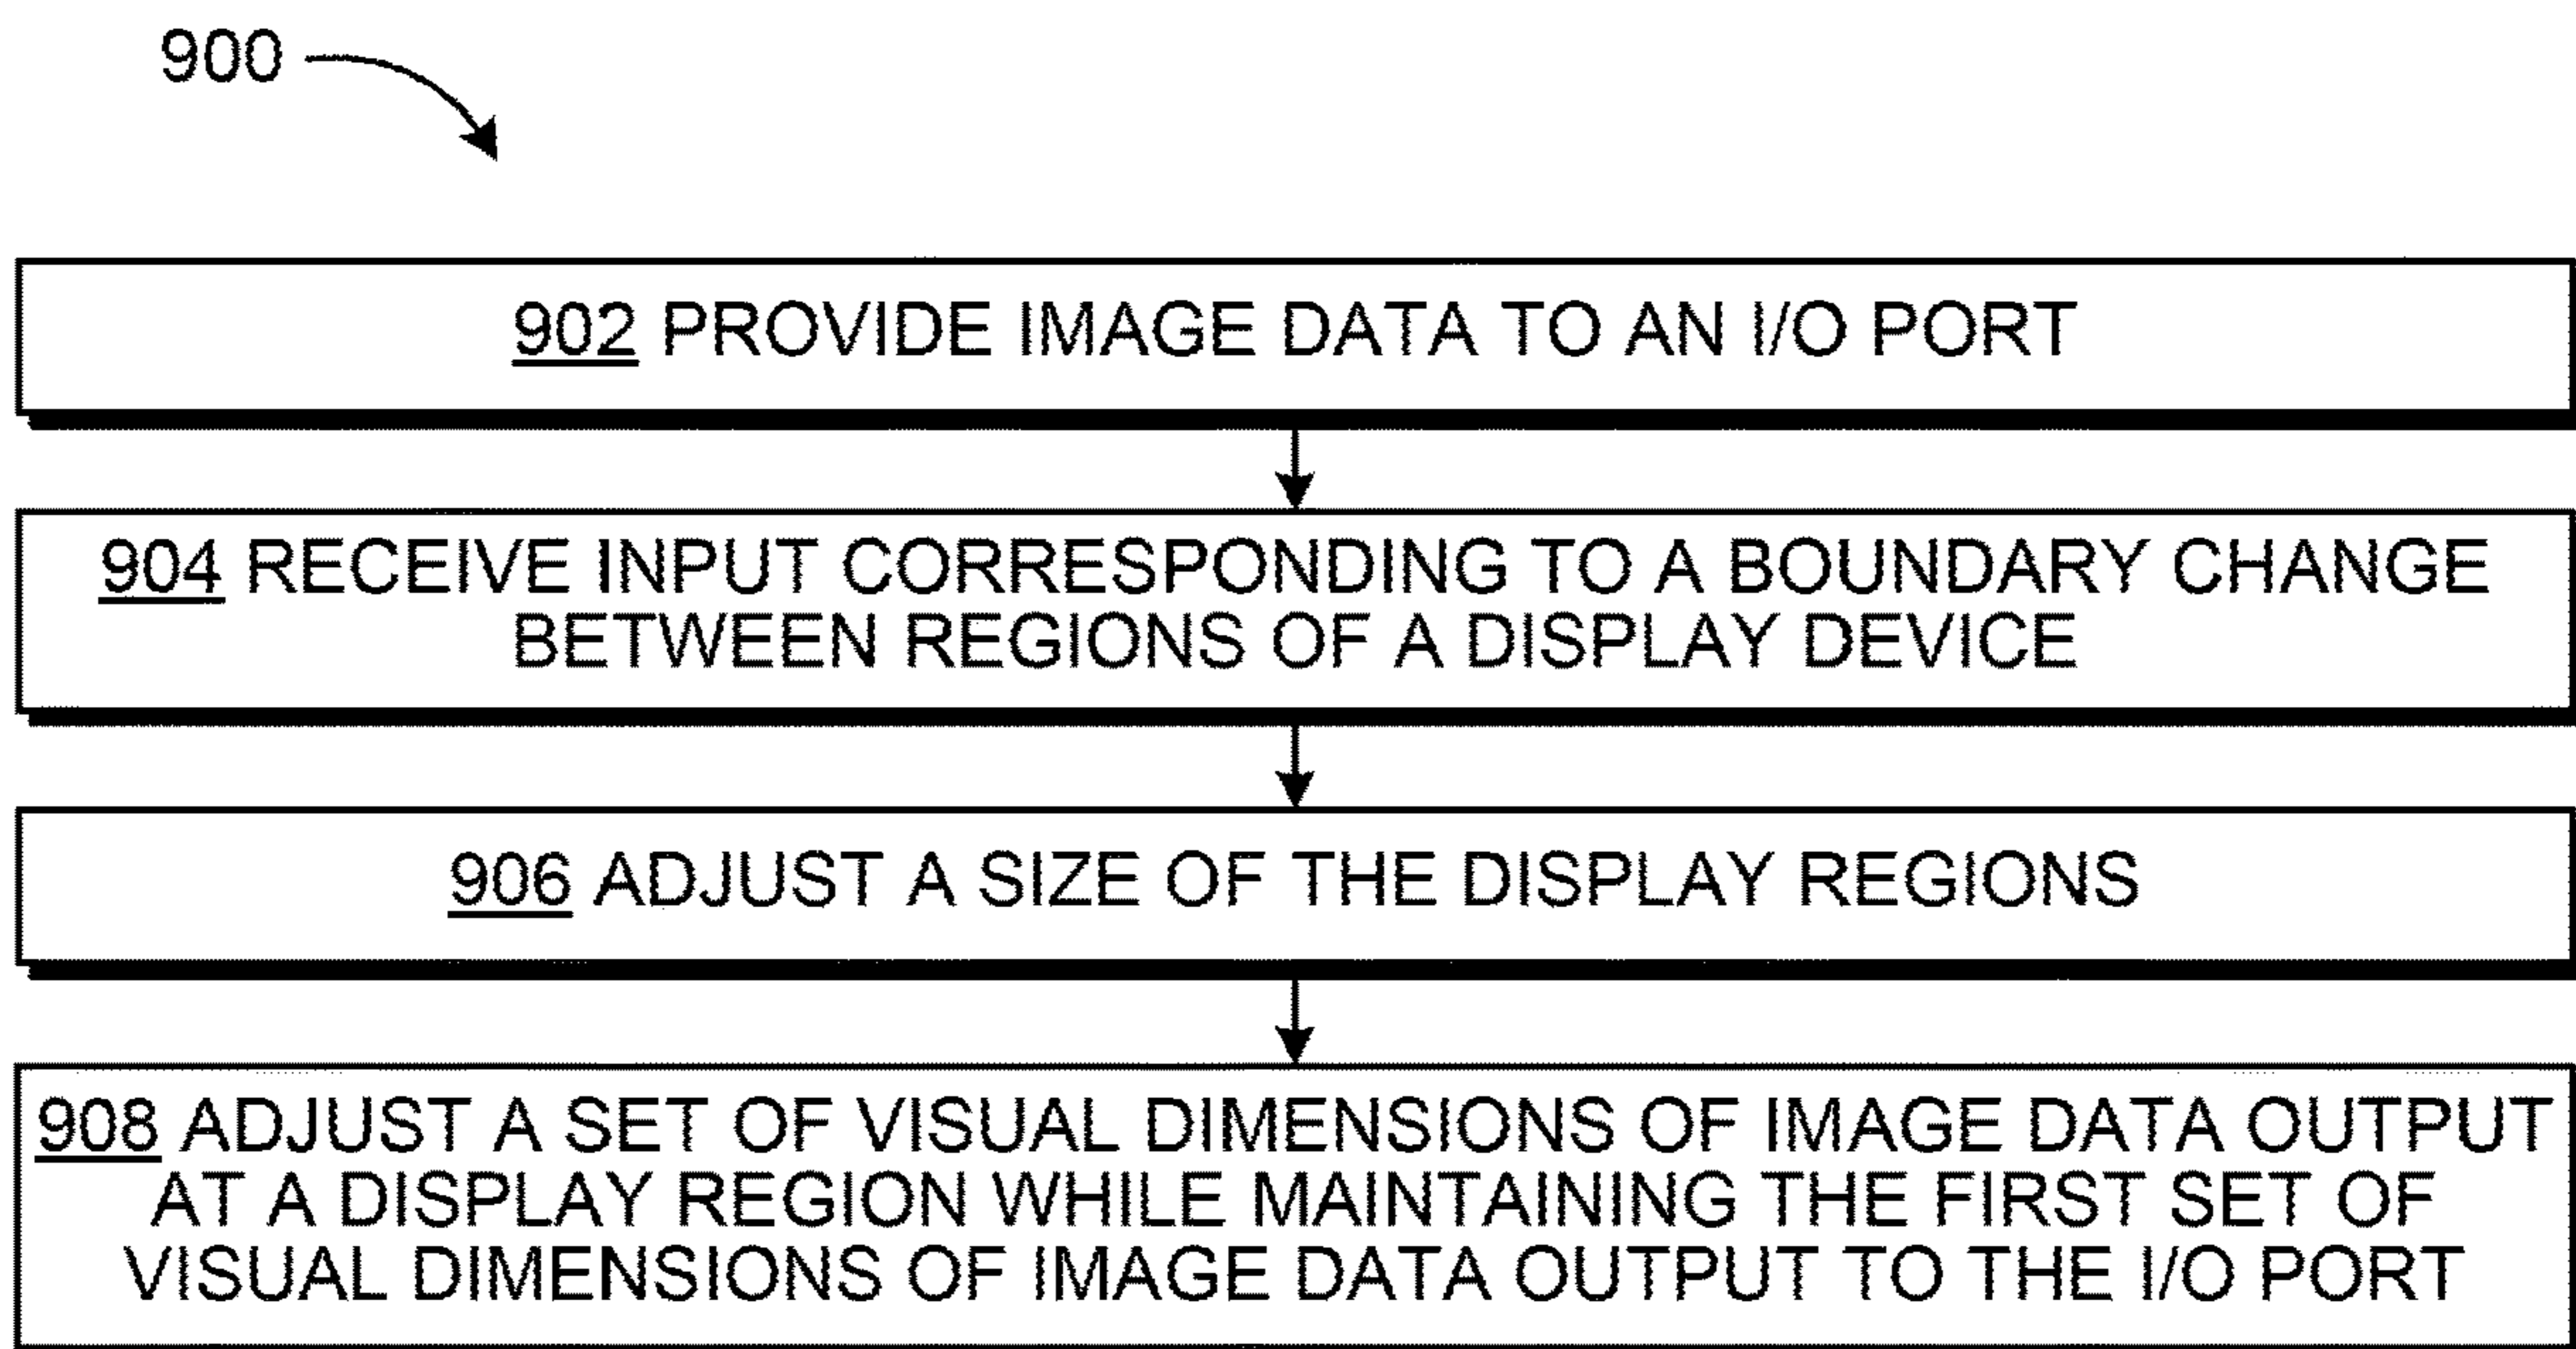 900
902 PROVIDE IMAGE DATA TO AN I/O PORT
904 RECEIVE INPUT CORRESPONDING TO A BOUNDARY CHANGE
BETWEEN REGIONS OF A DISPLAY DEVICE
906 ADJUST A SIZE OF THE DISPLAY REGIONS
908 ADJUST A SET OF VISUAL DIMENSIONS OF IMAGE DATA OUTPUT
AT A DISPLAY REGION WHILE MAINTAINING THE FIRST SET OF
VISUAL DIMENSIONS OF IMAGE DATA OUTPUT TO THE I/O PORT